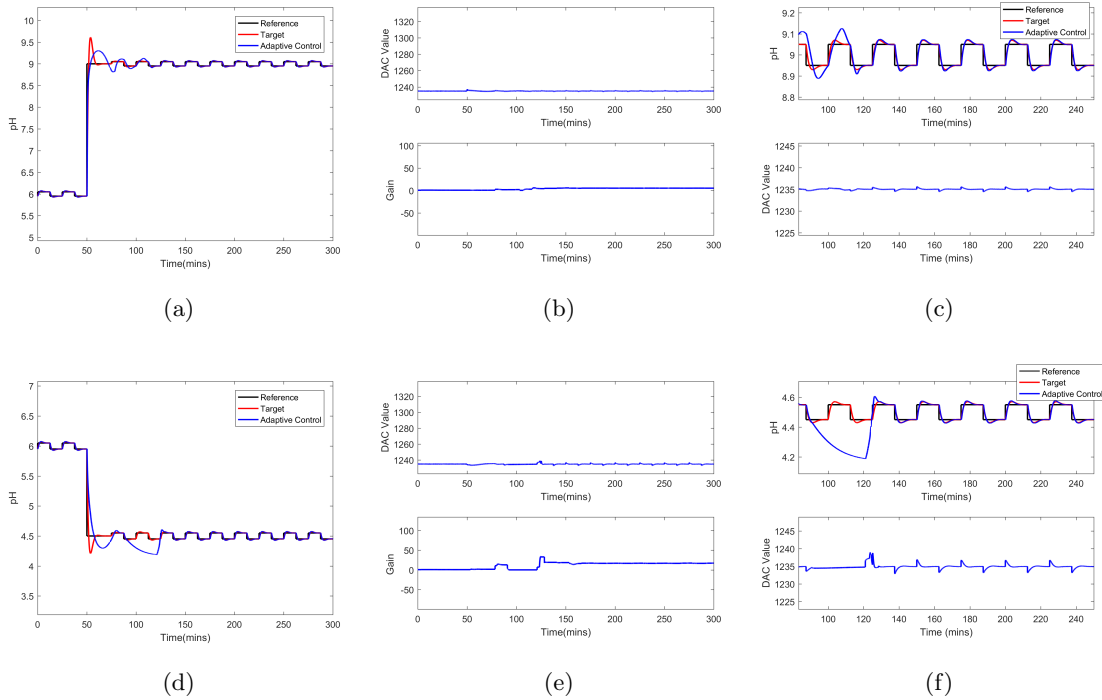 10
9.5
9
8.5
8
7.5
7
6.5
6
5.5
5
pH
Reference
Target
Adaptive Control
0 50 100 150 200 250 300
Time(mins)
(a)
1320
1300
1280
1260
1240
DAC Value
0 50 100 150 200 250 300
Time(mins)
100
50
0
-50
Gain
0 50 100 150 200 250 300
Time(mins)
(b)
9.2
9.1
9
8.9
8.8
pH
Reference
Target
Adaptive Control
100 120 140 160 180 200 220 240
Time(mins)
1245
1240
1235
1230
1225
DAC Value
100 120 140 160 180 200 220 240
Time (mins)
(c)
7
6.5
6
5.5
5
4.5
4
3.5
pH
Reference
Target
Adaptive Control
0 50 100 150 200 250 300
Time(mins)
(d)
1320
1300
1280
1260
1240
DAC Value
0 50 100 150 200 250 300
Time(mins)
100
50
0
-50
Gain
0 50 100 150 200 250 300
Time(mins)
(e)
4.6
4.4
4.2
pH
Reference
Target
Adaptive Control
100 120 140 160 180 200 220 240
Time (mins)
1245
1240
1235
1230
1225
DAC Value
100 120 140 160 180 200 220 240
Time (mins)
(f)